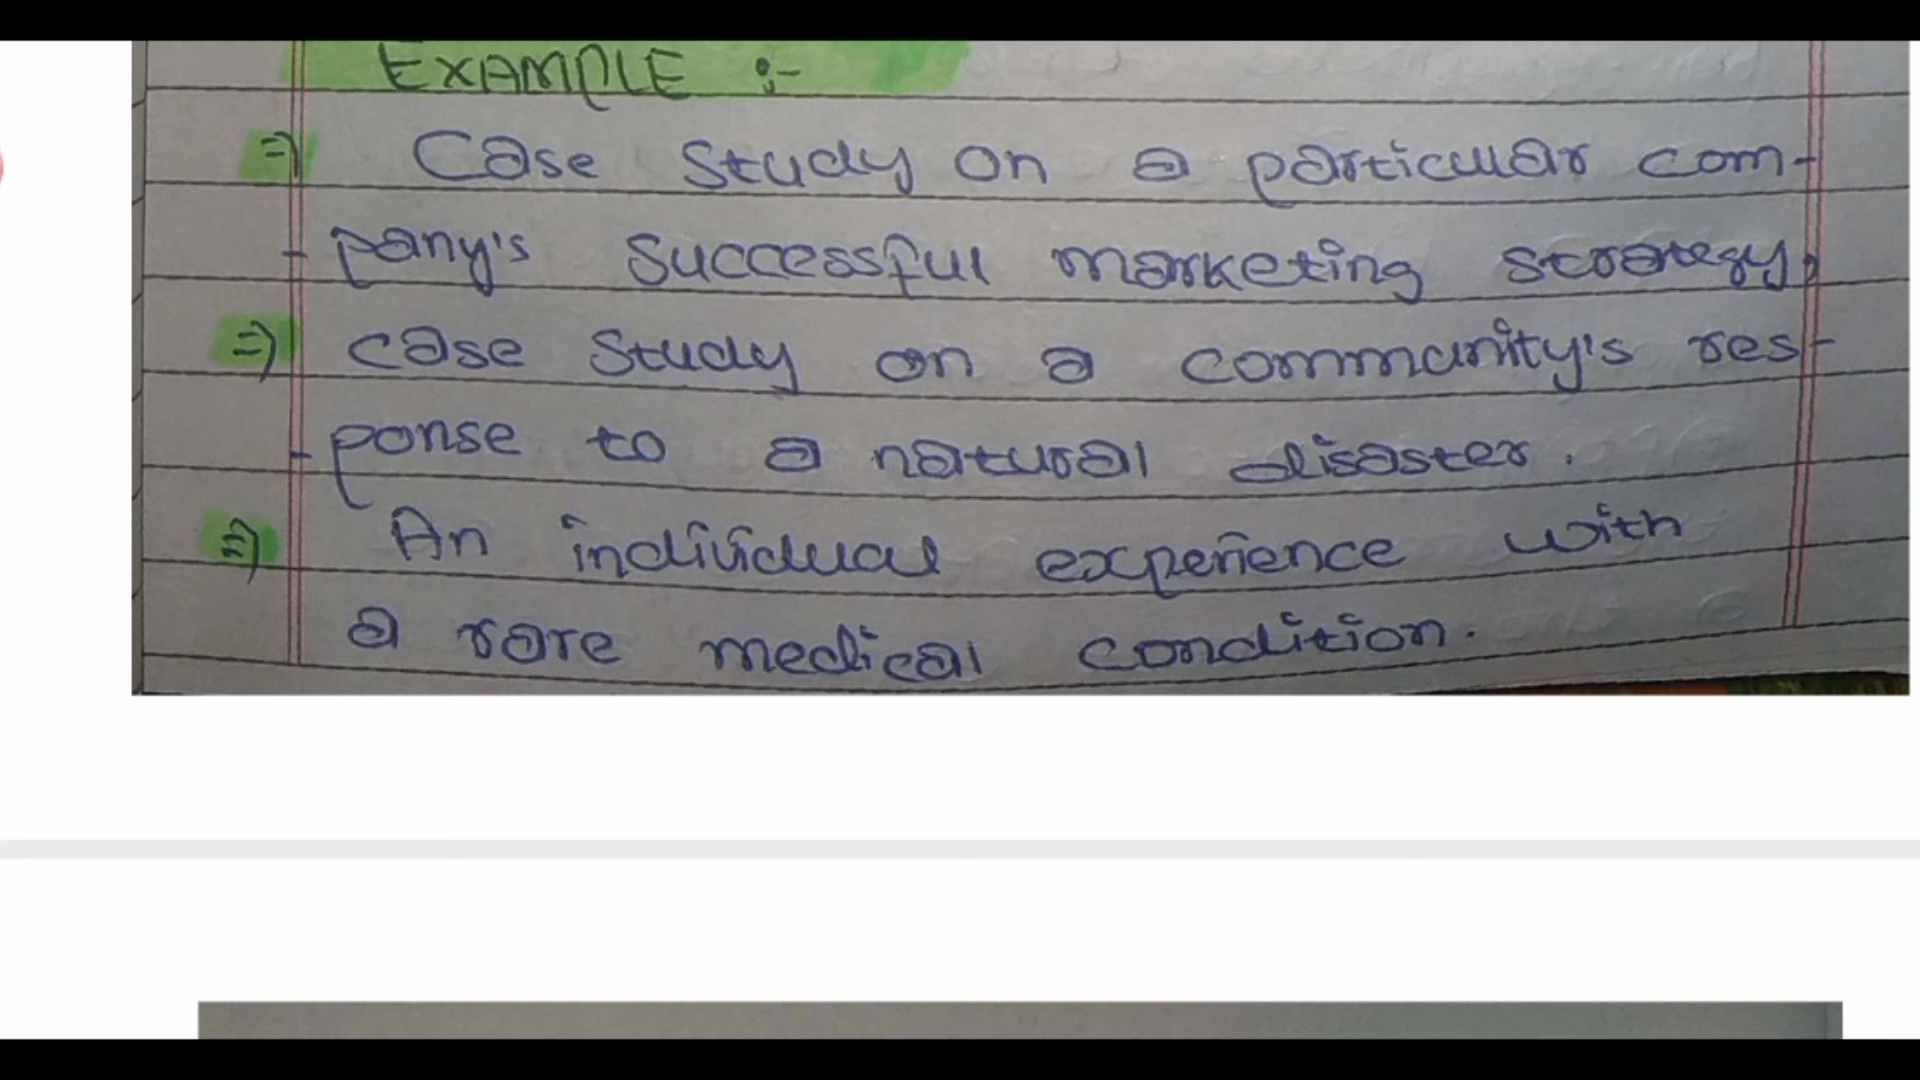 EXAMPLE :-
⇒ Case Study on a particular com-
- pany's successful marketing strategy,
⇒ case study on a community's res-
- ponse to a natural disaster.
⇒ An individual experience with
a rare medical condition.